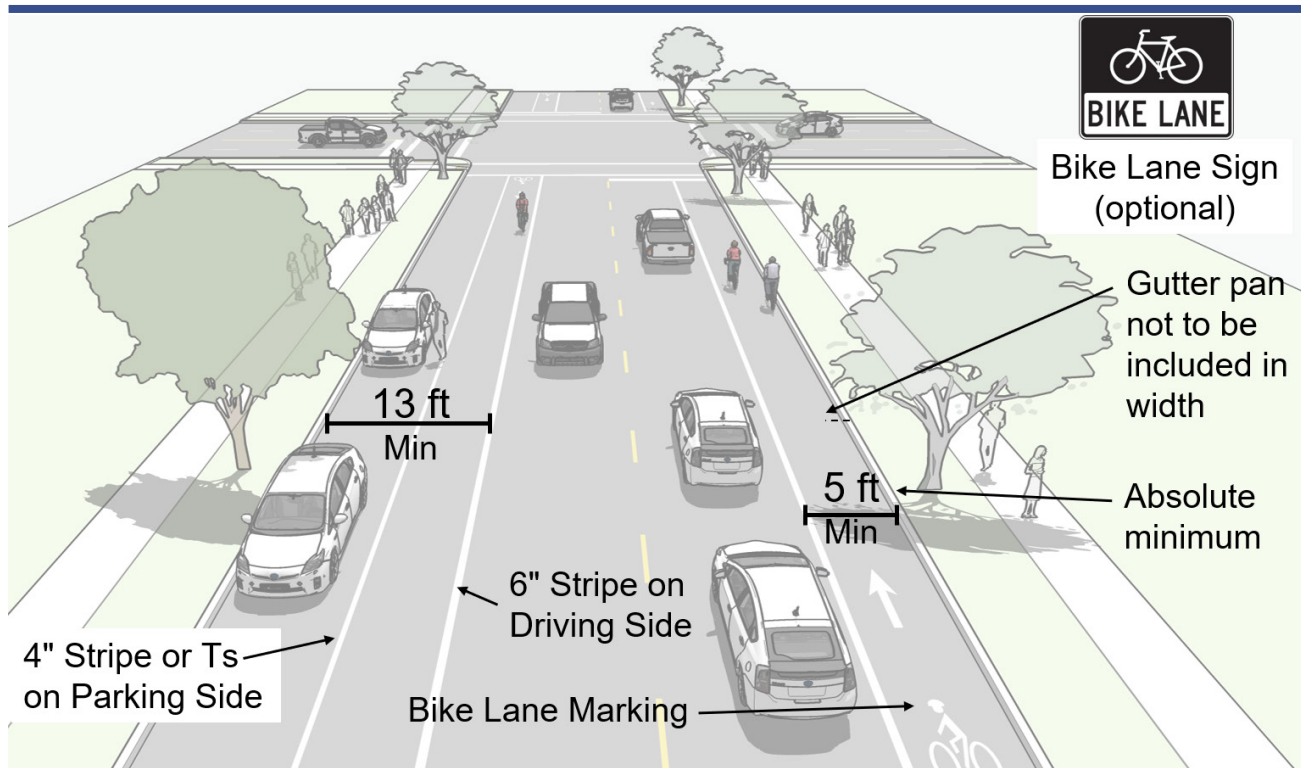 BIKE LANE
Bike Lane Sign
(optional)
Gutter pan
not to be
included in
width
13 ft
Min
5 ft
Min
Absolute
minimum
6" Stripe on
Driving Side
4" Stripe or Ts
on Parking Side
Bike Lane Marking